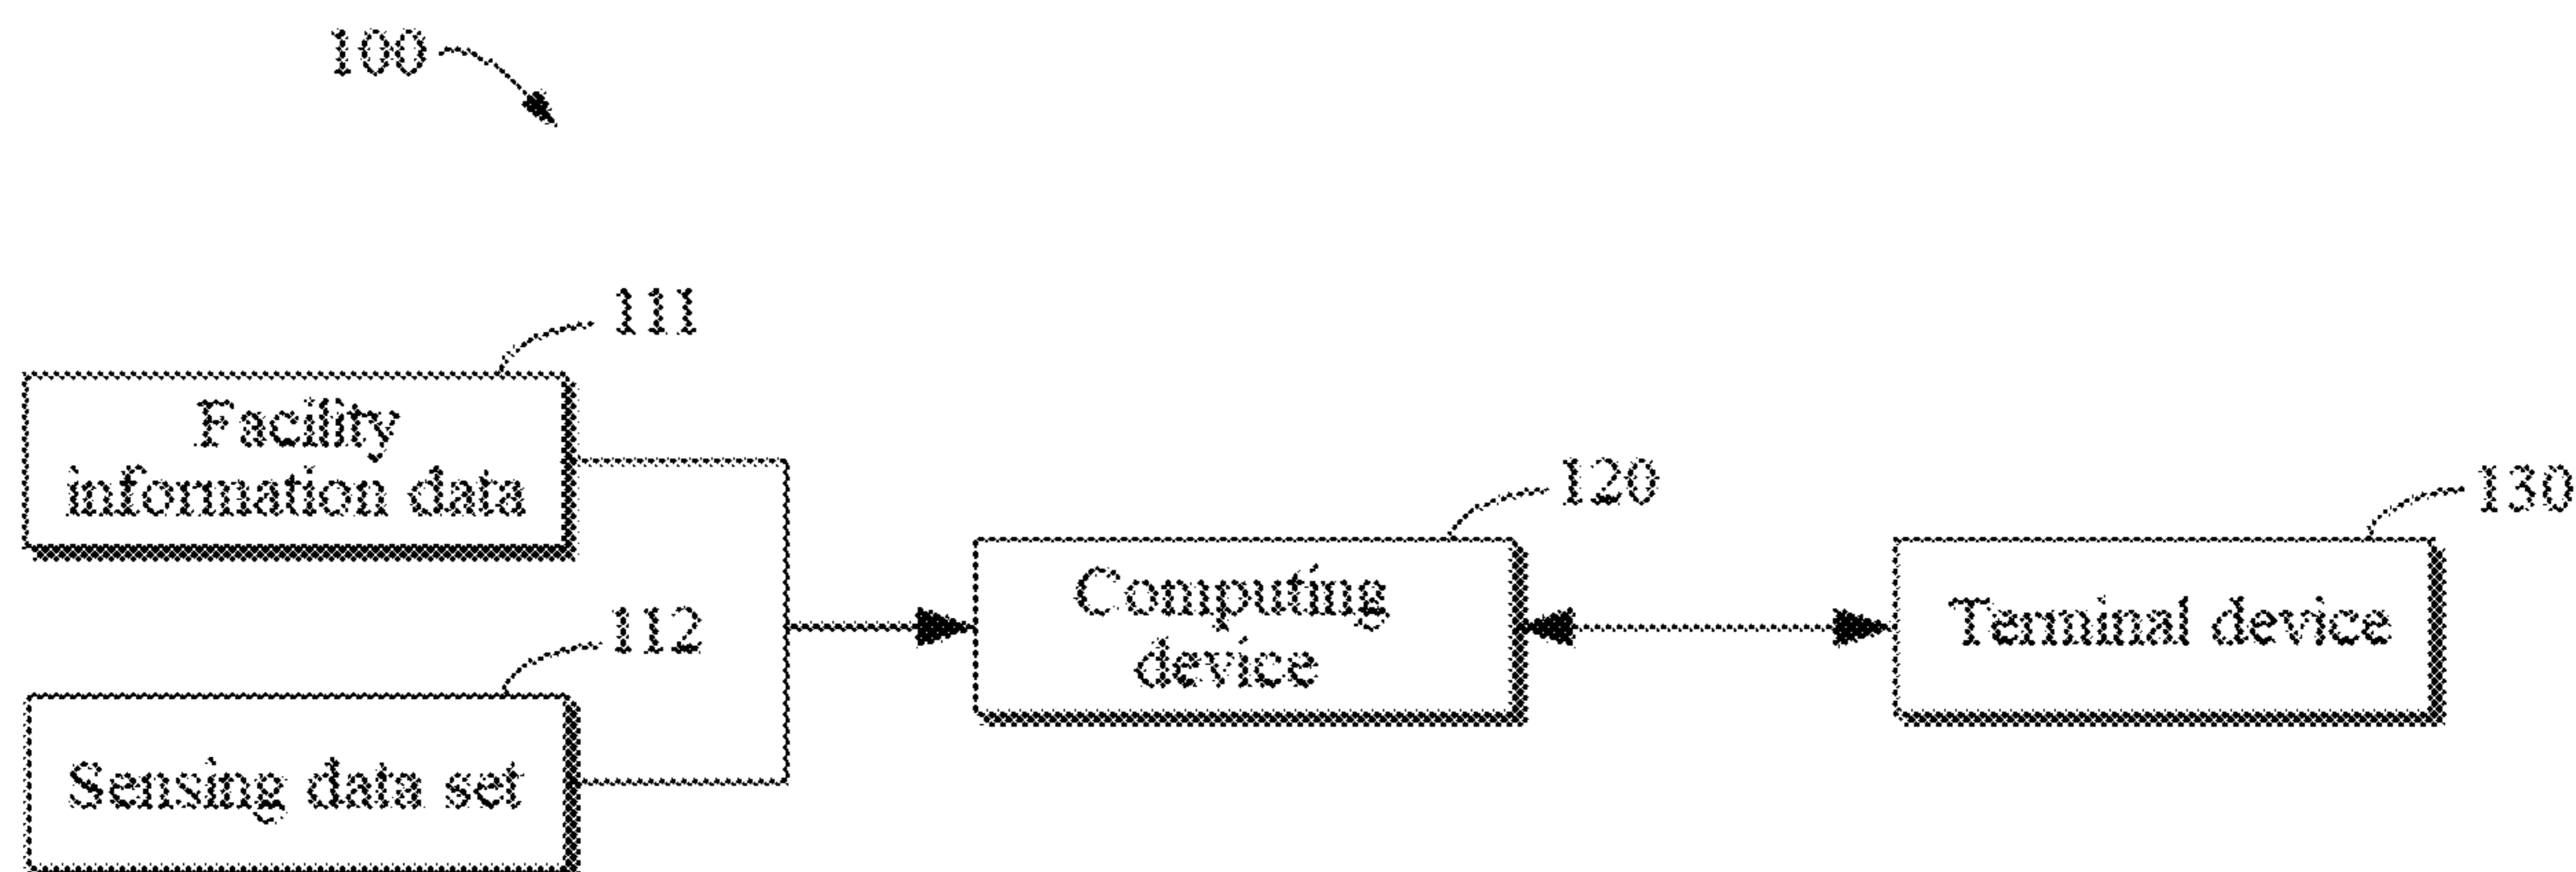 100
111
Facility
information data
120
130
Computing
device
Terminal device
112
Sensing data set